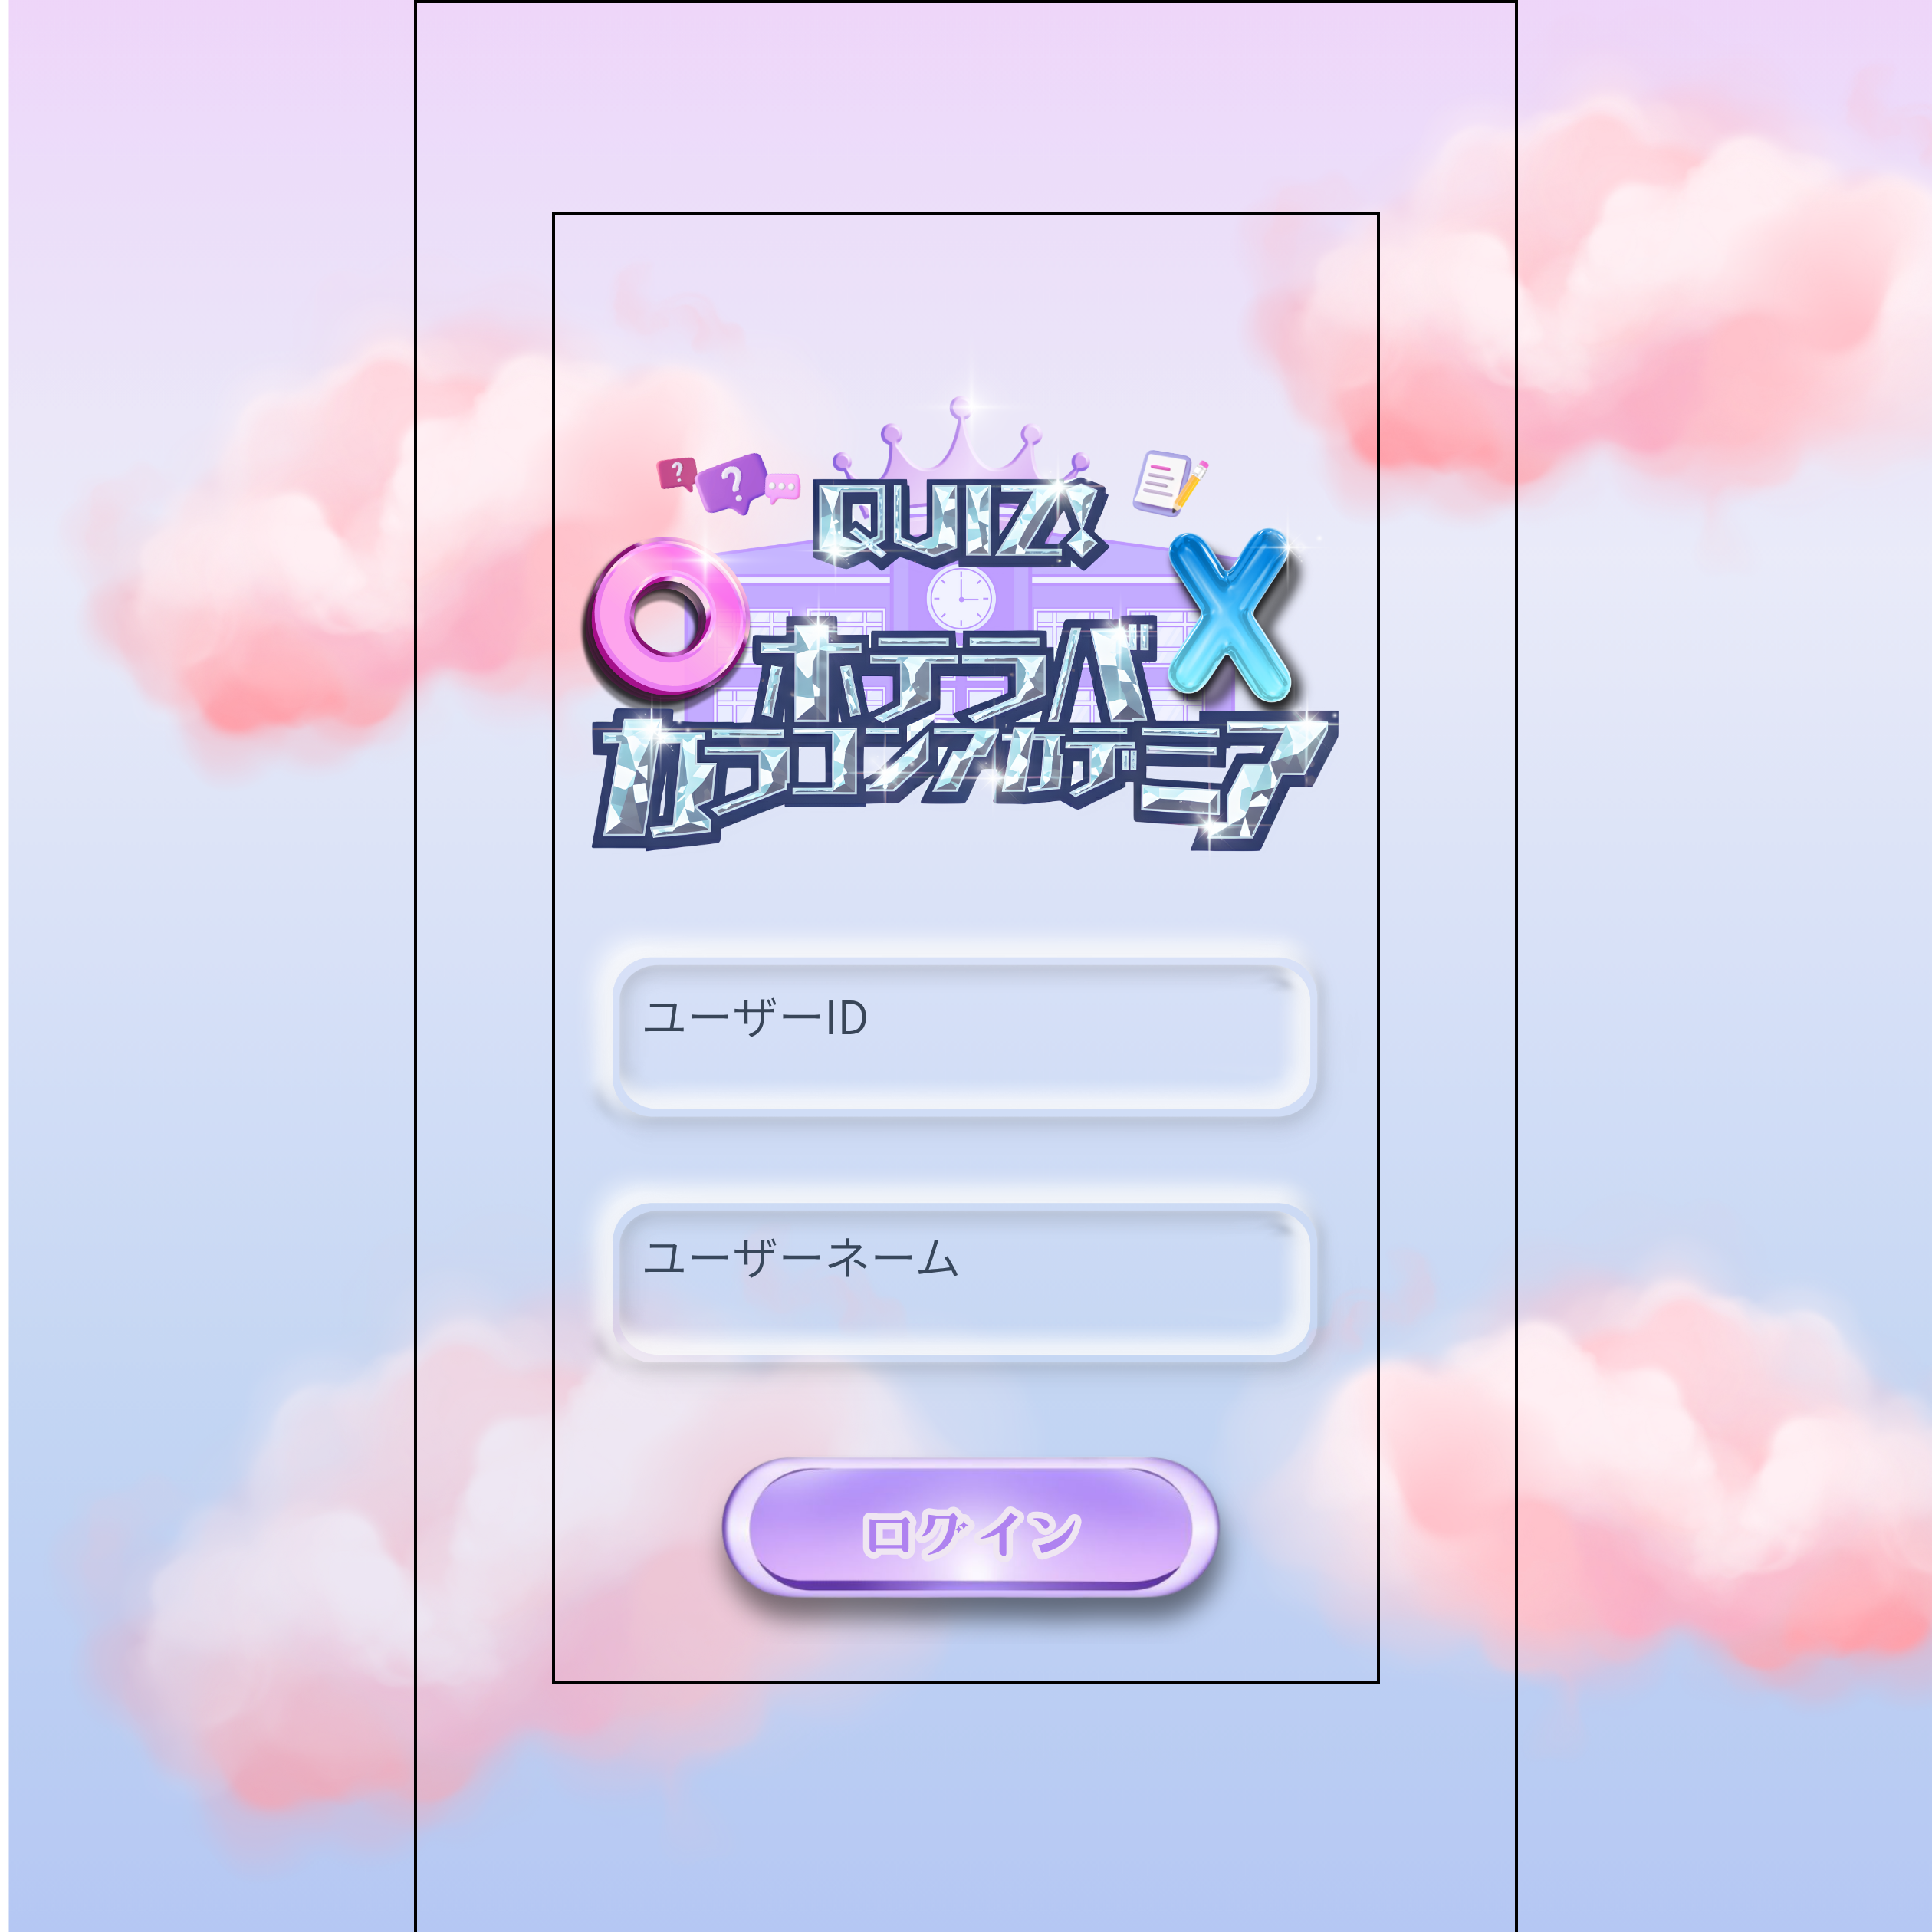 ? ?
QUIZ!
O X
ホテラバ
カラコンアカデミア
ユーザーID
ユーザーネーム
ログイン